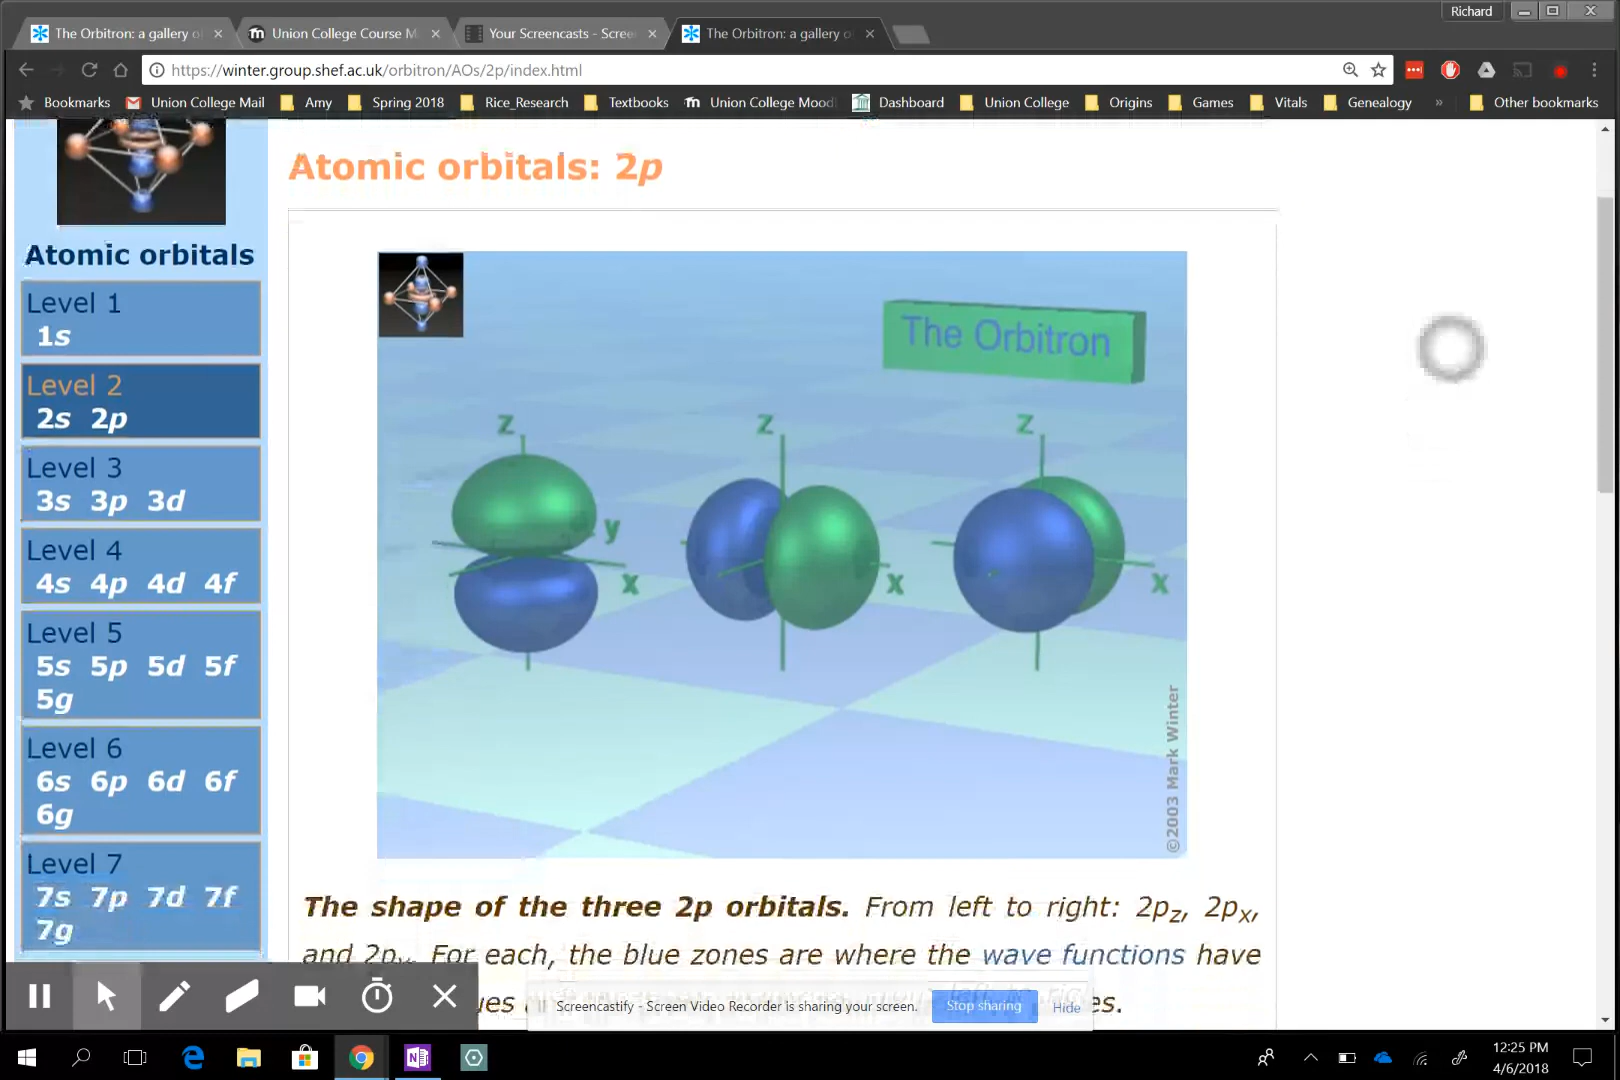 Richard
The Orbitron: a gallery o
Union College Course M
Your Screencasts - Scree
The Orbitron: a gallery o
https://winter.group.shef.ac.uk/orbitron/AOs/2p/index.html
Bookmarks
Union College Mail
Amy
Spring 2018
Rice_Research
Textbooks
Union College Mood
Dashboard
Union College
Origins
Games
Vitals
Genealogy
»
Other bookmarks
Atomic orbitals: 2p
Atomic orbitals
Level 1
1s
Level 2
2s 2p
Level 3
3s 3p 3d
Level 4
4s 4p 4d 4f
Level 5
5s 5p 5d 5f
5g
Level 6
6s 6p 6d 6f
6g
Level 7
7s 7p 7d 7f
7g
The Orbitron
z
y
x
z
x
z
x
©2003 Mark Winter
The shape of the three 2p orbitals. From left to right: 2pz, 2px,
and 2py. For each, the blue zones are where the wave functions have
Screencastify - Screen Video Recorder is sharing your screen.
Stop sharing
Hide
12:25 PM
4/6/2018